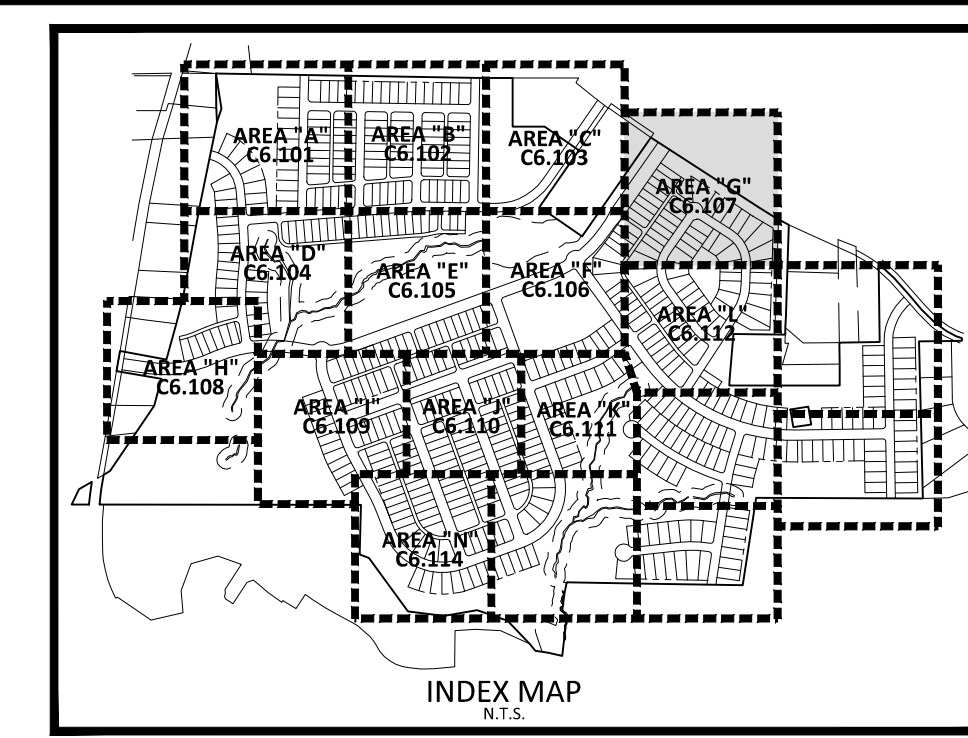 AREA "A"
C6.101
AREA "B"
C6.102
AREA "C"
C6.103
AREA "G"
C6.107
AREA "D"
C6.104
AREA "E"
C6.105
AREA "F"
C6.106
AREA "L"
C6.112
AREA "H"
C6.108
AREA "I"
C6.109
AREA "J"
C6.110
AREA "K"
C6.111
AREA "N"
C6.114
INDEX MAP
N.T.S.